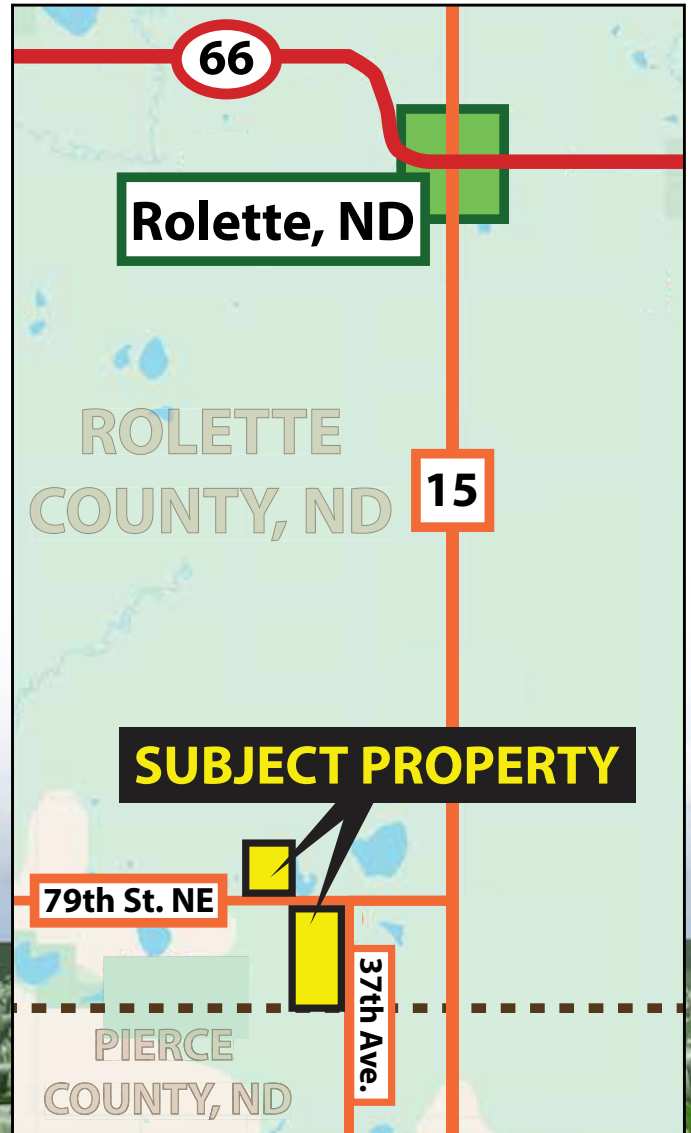 66
Rolette, ND
ROLETTE
COUNTY, ND
15
SUBJECT PROPERTY
79th St. NE
37th Ave.
PIERCE
COUNTY, ND